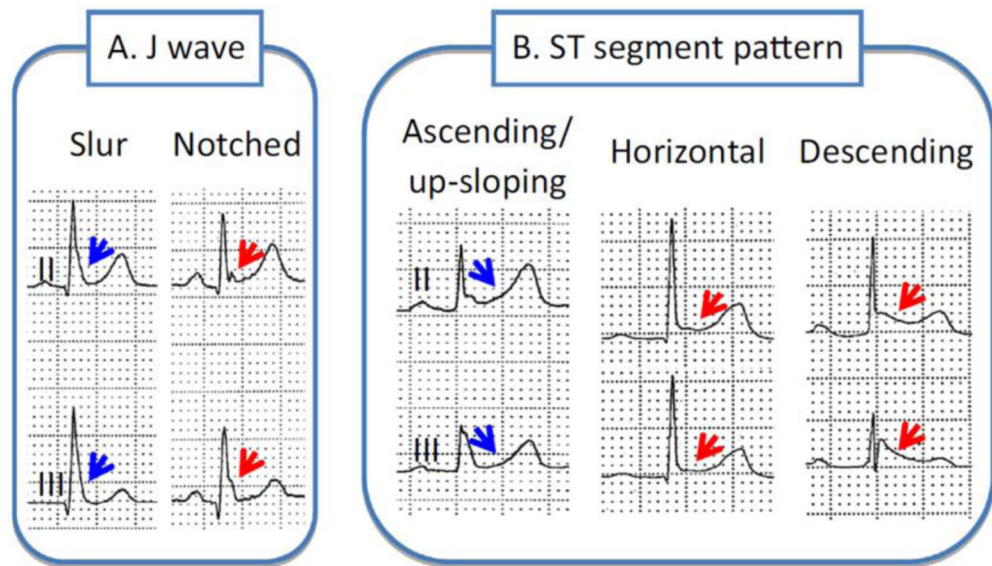 A. J wave
Slur
Notched
II
III
B. ST segment pattern
Ascending/
up-sloping
Horizontal
Descending
II
III